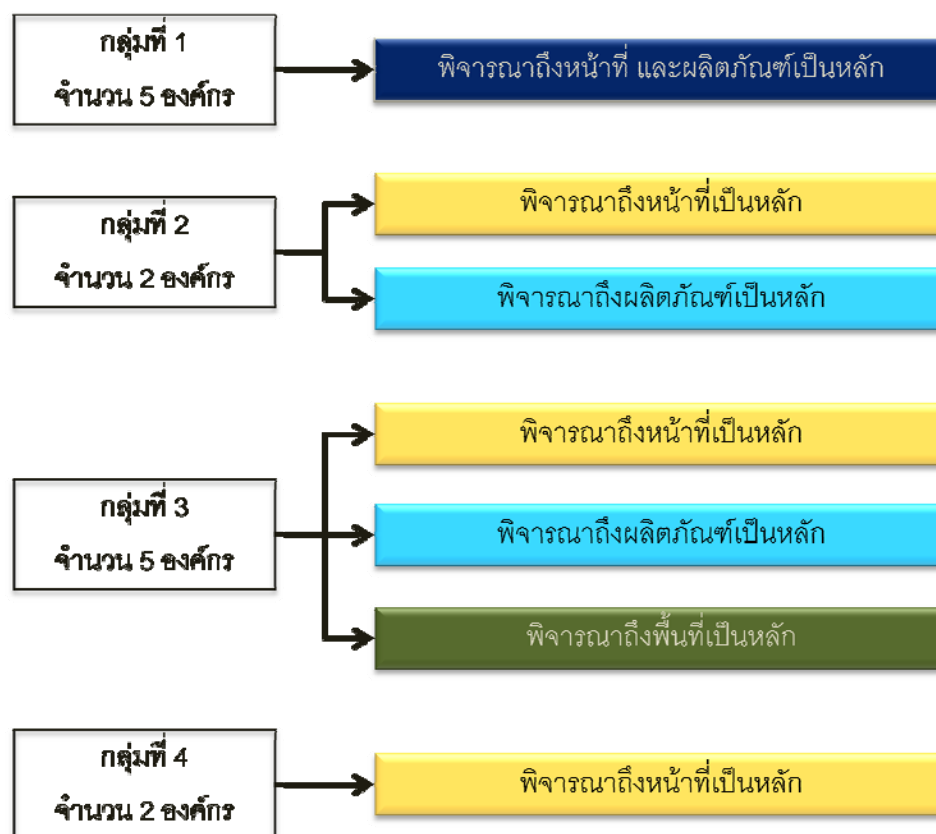 กลุ่มที่ 1
จำนวน 5 องค์กร
พิจารณาถึงหน้าที่ และผลิตภัณฑ์เป็นหลัก
กลุ่มที่ 2
จำนวน 2 องค์กร
พิจารณาถึงหน้าที่เป็นหลัก
พิจารณาถึงผลิตภัณฑ์เป็นหลัก
กลุ่มที่ 3
จำนวน 5 องค์กร
พิจารณาถึงหน้าที่เป็นหลัก
พิจารณาถึงผลิตภัณฑ์เป็นหลัก
พิจารณาถึงพื้นที่เป็นหลัก
กลุ่มที่ 4
จำนวน 2 องค์กร
พิจารณาถึงหน้าที่เป็นหลัก